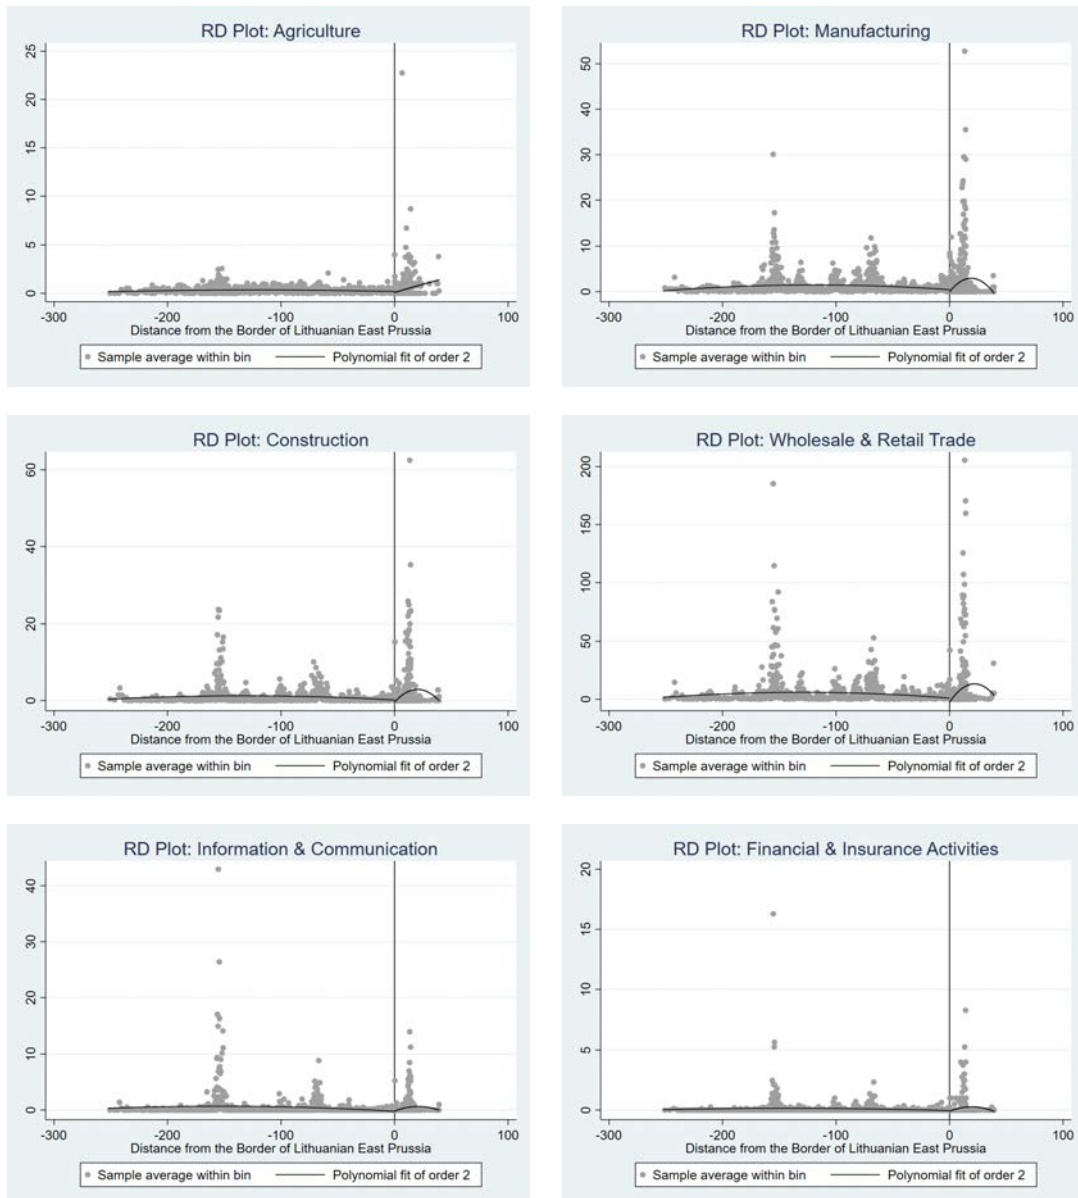 RD Plot: Agriculture
25
20
15
10
5
0
-300 -200 -100 0 100
Distance from the Border of Lithuanian East Prussia
Sample average within bin Polynomial fit of order 2
RD Plot: Manufacturing
50
40
30
20
10
0
-300 -200 -100 0 100
Distance from the Border of Lithuanian East Prussia
Sample average within bin Polynomial fit of order 2
RD Plot: Construction
60
40
20
0
-300 -200 -100 0 100
Distance from the Border of Lithuanian East Prussia
Sample average within bin Polynomial fit of order 2
RD Plot: Wholesale & Retail Trade
200
150
100
50
0
-300 -200 -100 0 100
Distance from the Border of Lithuanian East Prussia
Sample average within bin Polynomial fit of order 2
RD Plot: Information & Communication
40
30
20
10
0
-300 -200 -100 0 100
Distance from the Border of Lithuanian East Prussia
Sample average within bin Polynomial fit of order 2
RD Plot: Financial & Insurance Activities
20
15
10
5
0
-300 -200 -100 0 100
Distance from the Border of Lithuanian East Prussia
Sample average within bin Polynomial fit of order 2